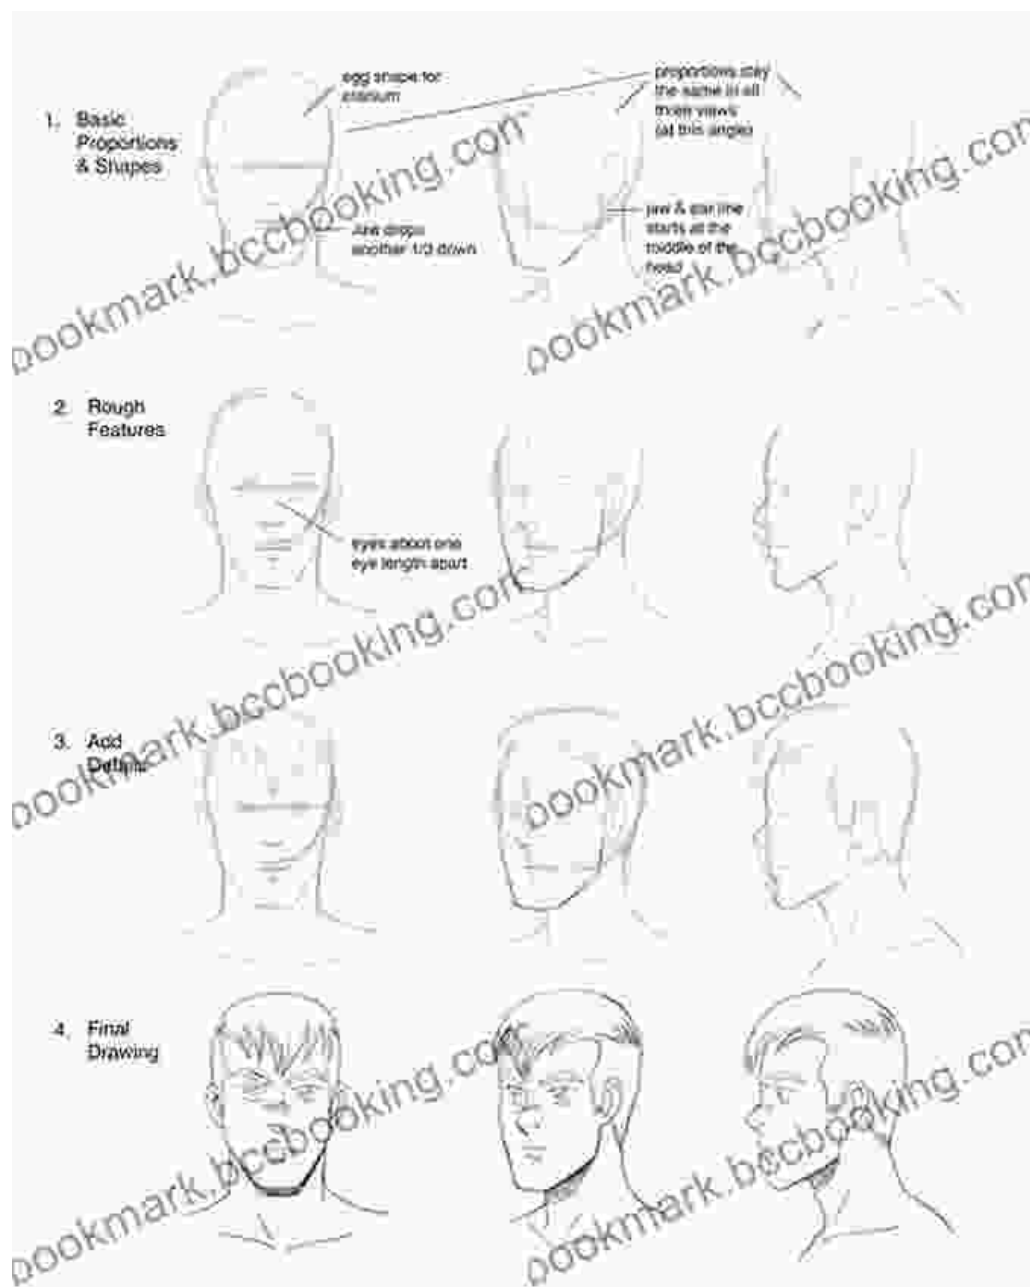 1. Basic
Proportions
& Shapes
egg shape for
cranium
proportions stay
the same in all
three views
(at this angle)
Jaw drops
another 1/3 down
jaw & ear line
starts at the
middle of the
head
bookmark.bccbooking.com
bookmark.bccbooking.com
2. Rough
Features
eyes about one
eye length apart
bookmark.bccbooking.com
bookmark.bccbooking.com
3. Add
Details
4. Final
Drawing
bookmark.bccbooking.com
bookmark.bccbooking.com